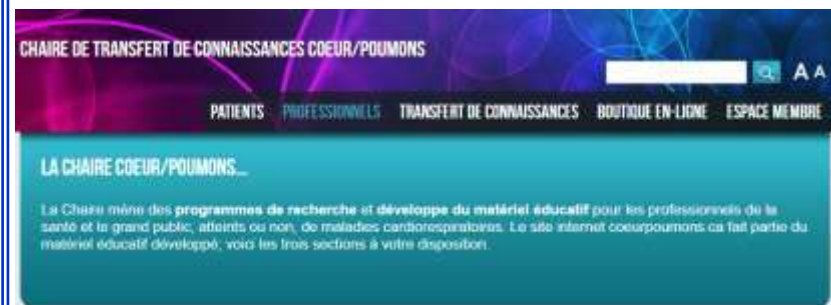 CHAIRE DE TRANSFERT DE CONNAISSANCES COEUR/POUMONS
A A
PATIENTS PROFESSIONNELS TRANSFERT DE CONNAISSANCES BOUTIQUE EN-LIGNE ESPACE MEMBRE
LA CHAIRE COEUR/POUMONS...
La Chaire mène des programmes de recherche et développe du matériel éducatif pour les professionnels de la
santé et le grand public, atteints ou non, de maladies cardiorespiratoires. Le site internet coeurpoumons.ca fait partie du
matériel éducatif développé; voici les trois sections à votre disposition.